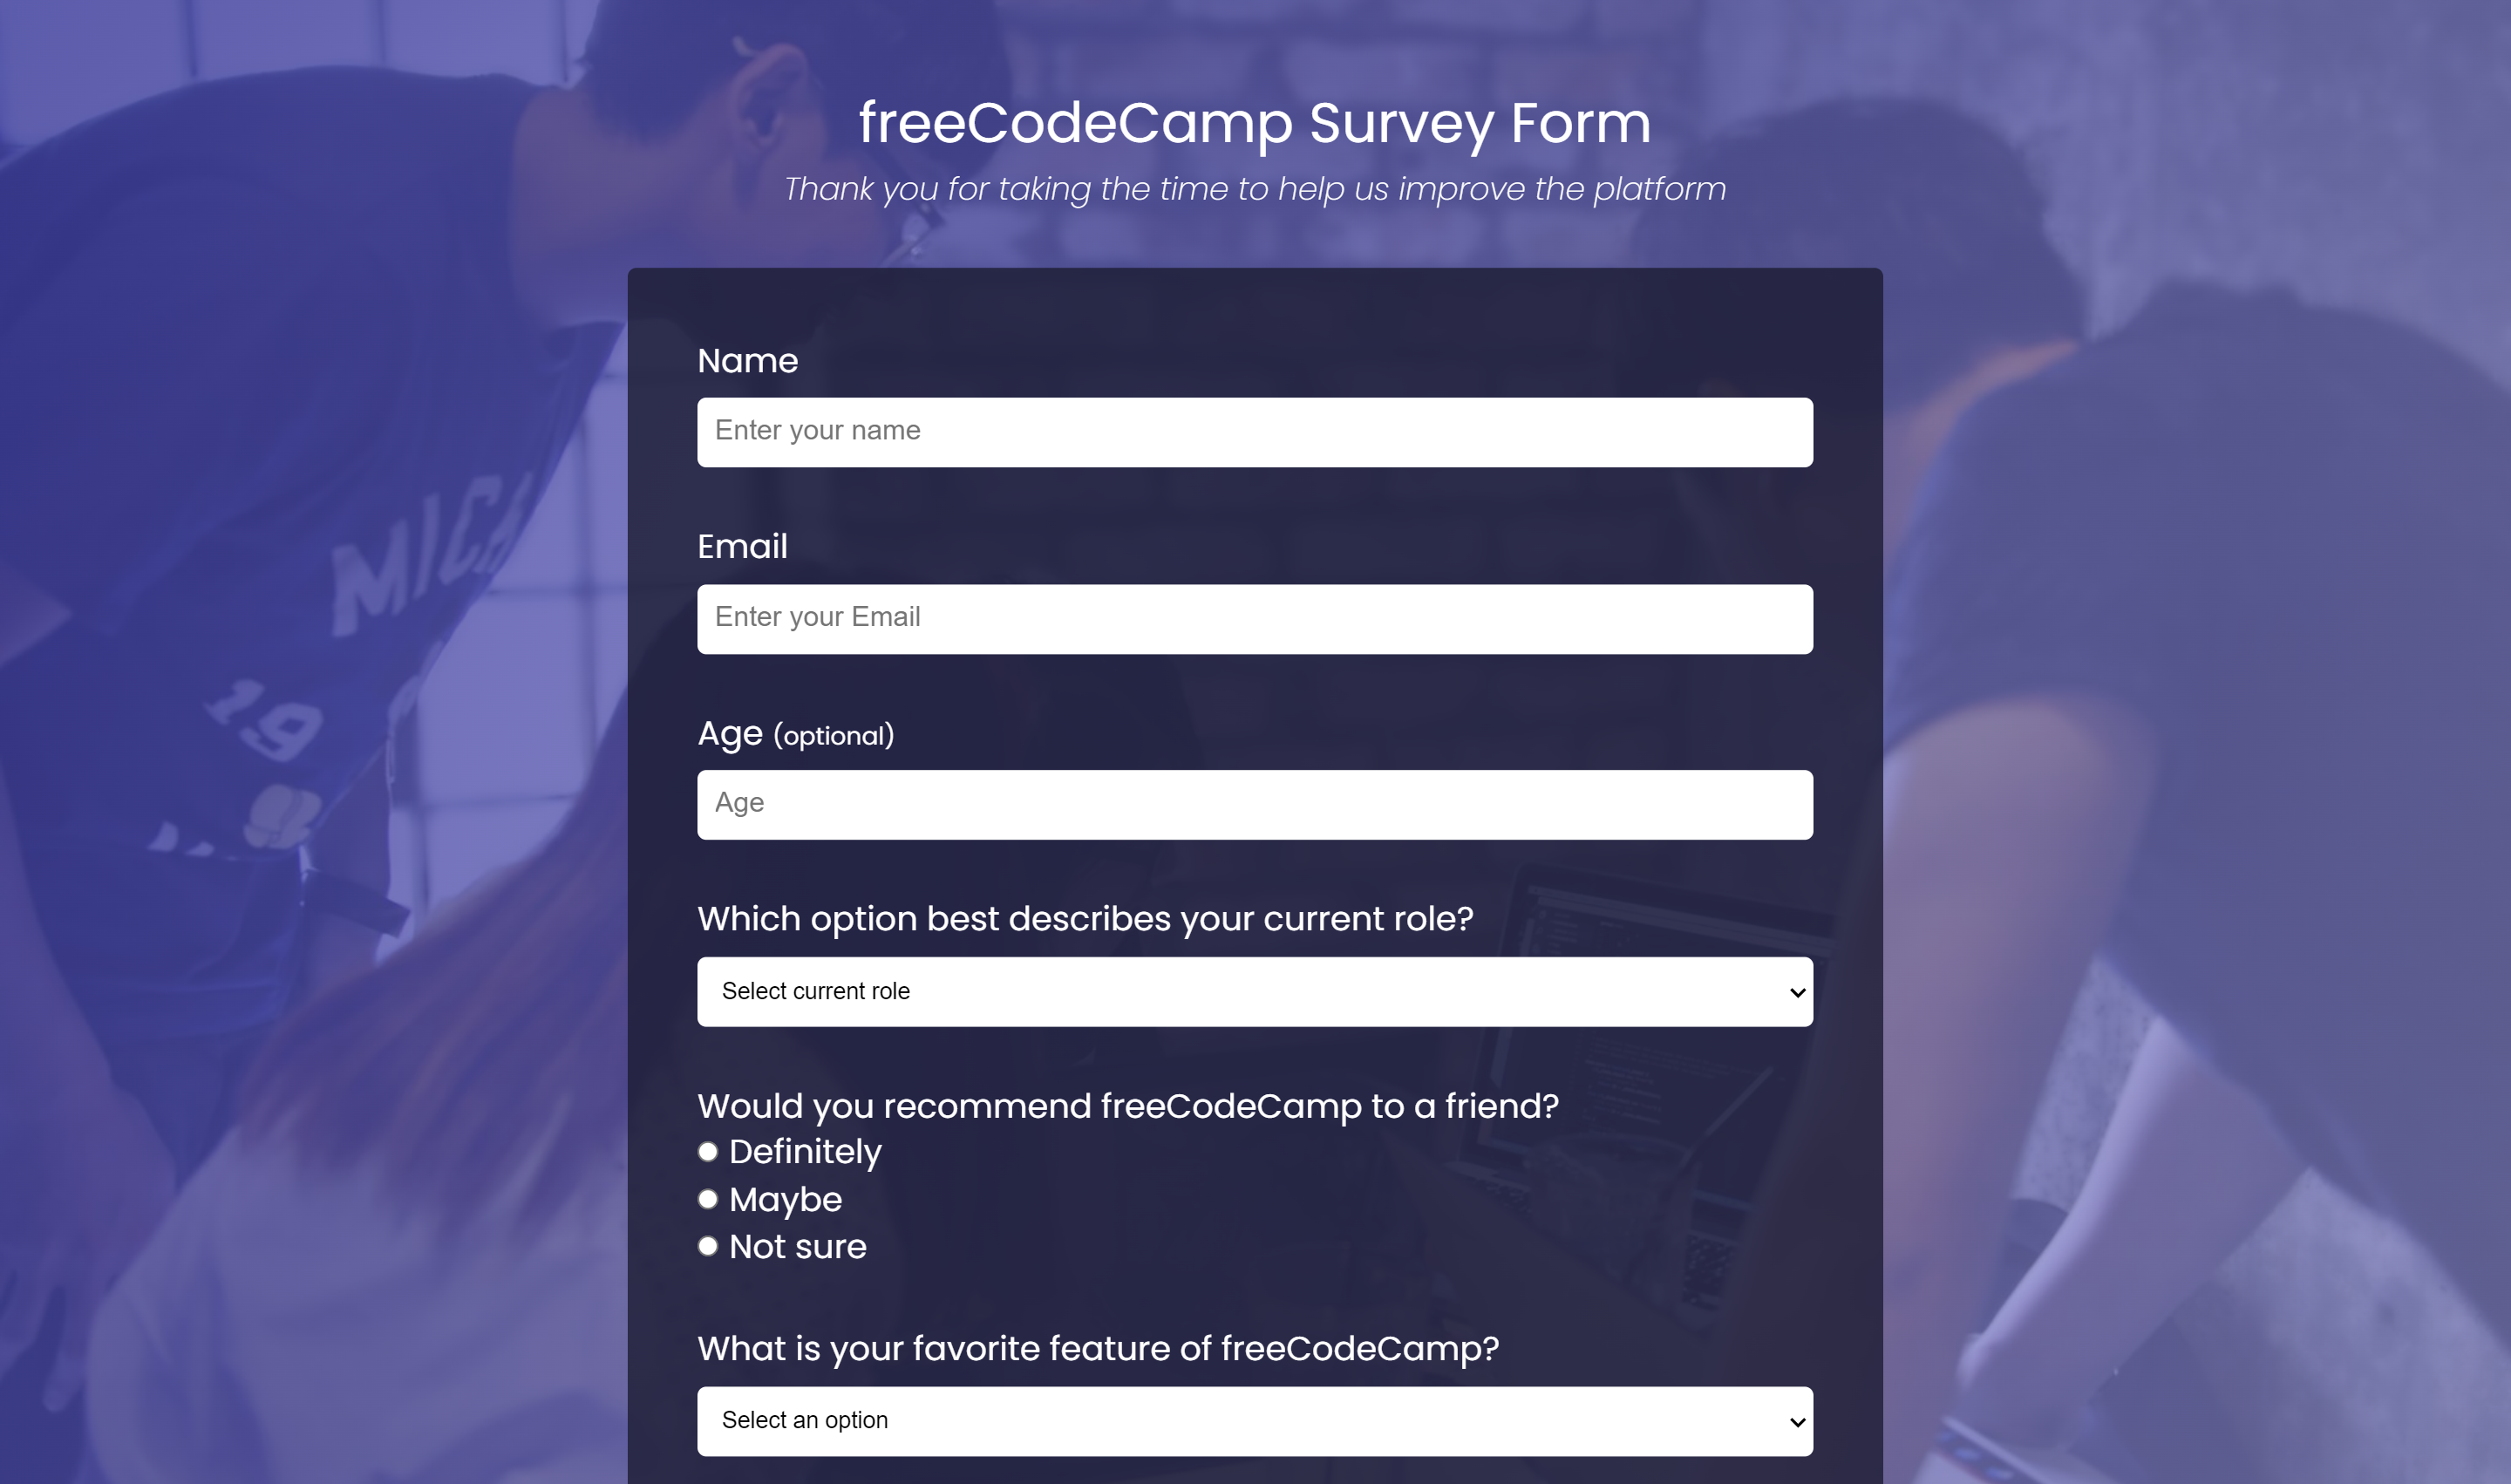 freeCodeCamp Survey Form
Thank you for taking the time to help us improve the platform
MICH
19
Name
Enter your name
Email
Enter your Email
Age (optional)
Age
Which option best describes your current role?
Select current role
Would you recommend freeCodeCamp to a friend?
Definitely
Maybe
Not sure
What is your favorite feature of freeCodeCamp?
Select an option